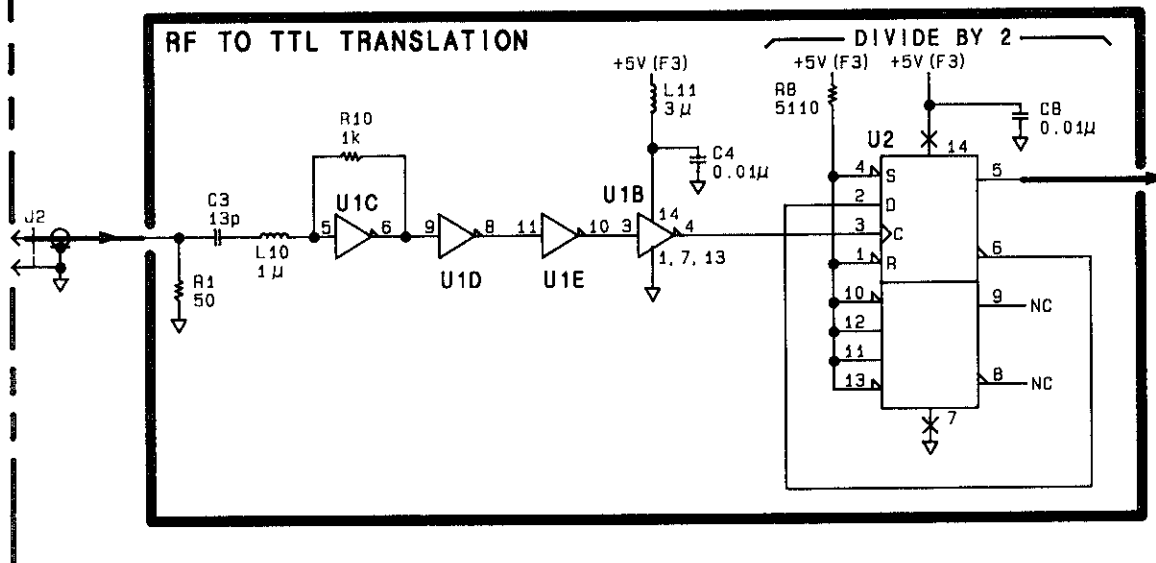 RF TO TTL TRANSLATION
DIVIDE BY 2
+5V (F3)
+5V (F3)
+5V (F3)
L11
3µ
R8
5110
C8
0.01µ
R10
1k
C4
0.01µ
U2
14
U1C
U1B
C3
13p
J2
L10
1µ
R1
50
5
6
9
8
U1D
11
10
U1E
3
14
4
1, 7, 13
4
S
5
2
D
3
C
6
1
R
10
9
NC
12
11
13
8
NC
7